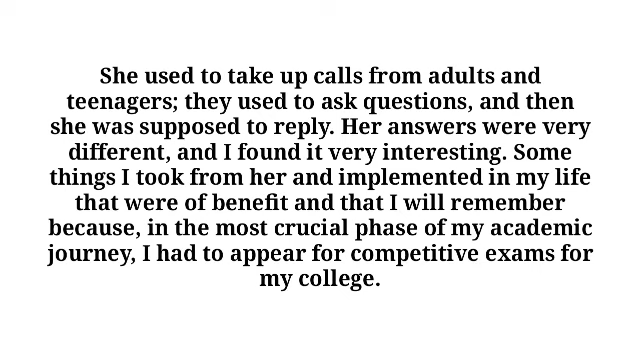 She used to take up calls from adults and
teenagers; they used to ask questions, and then
she was supposed to reply. Her answers were very
different, and I found it very interesting. Some
things I took from her and implemented in my life
that were of benefit and that I will remember
because, in the most crucial phase of my academic
journey, I had to appear for competitive exams for
my college.